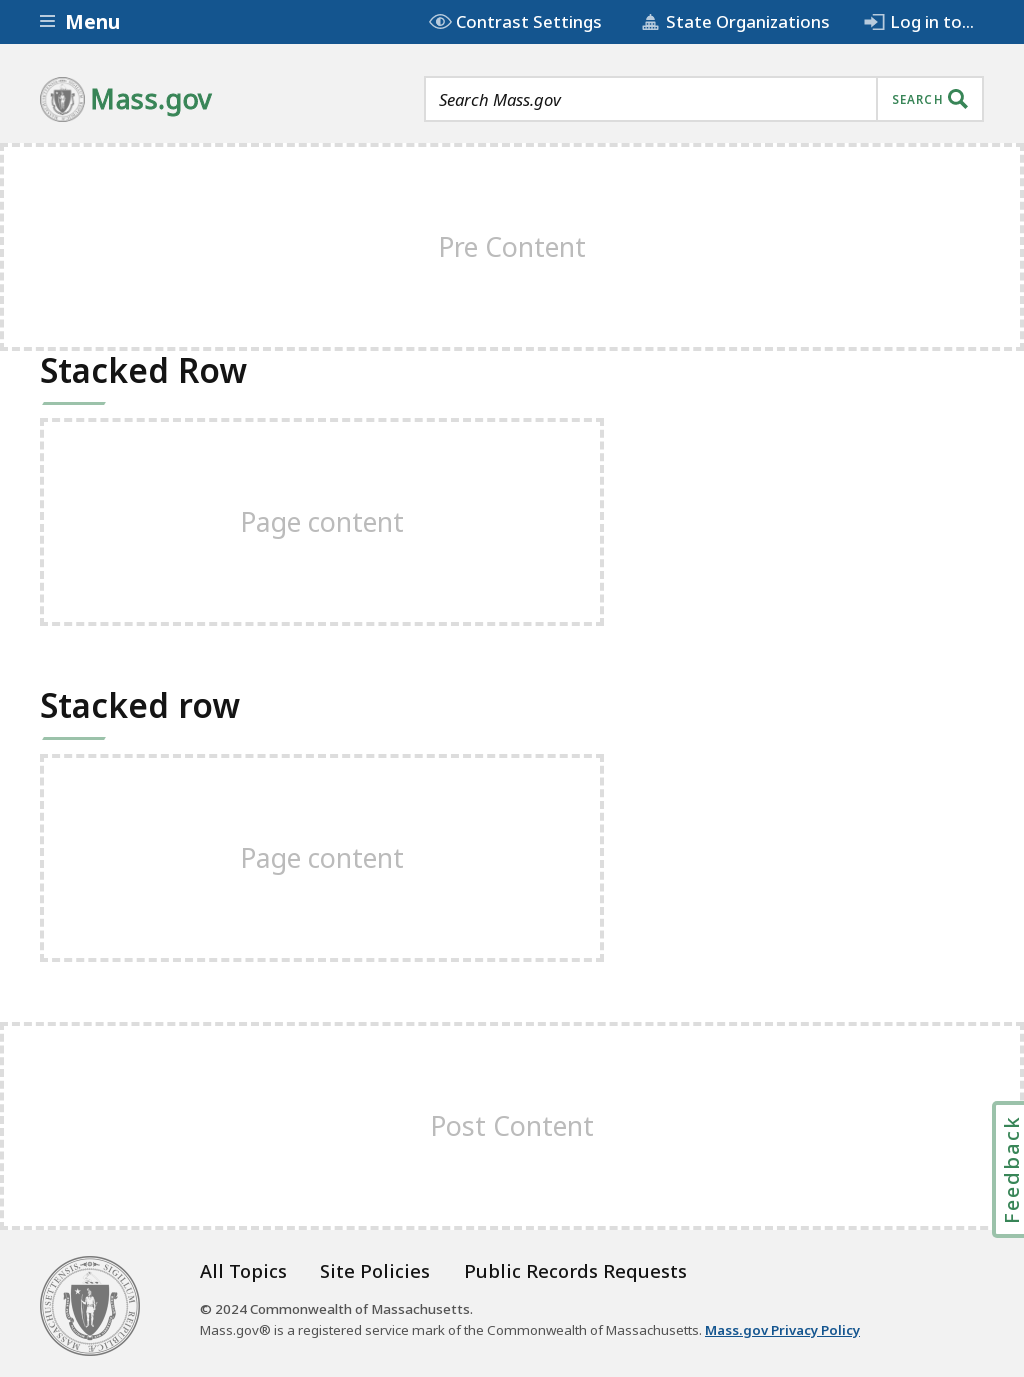 Menu
Contrast Settings
State Organizations
Log in to...
Mass.gov
Search Mass.gov
SEARCH
Pre Content
Stacked Row
Page content
Stacked row
Page content
Post Content
Feedback
All Topics
Site Policies
Public Records Requests
© 2024 Commonwealth of Massachusetts.
Mass.gov® is a registered service mark of the Commonwealth of Massachusetts. Mass.gov Privacy Policy